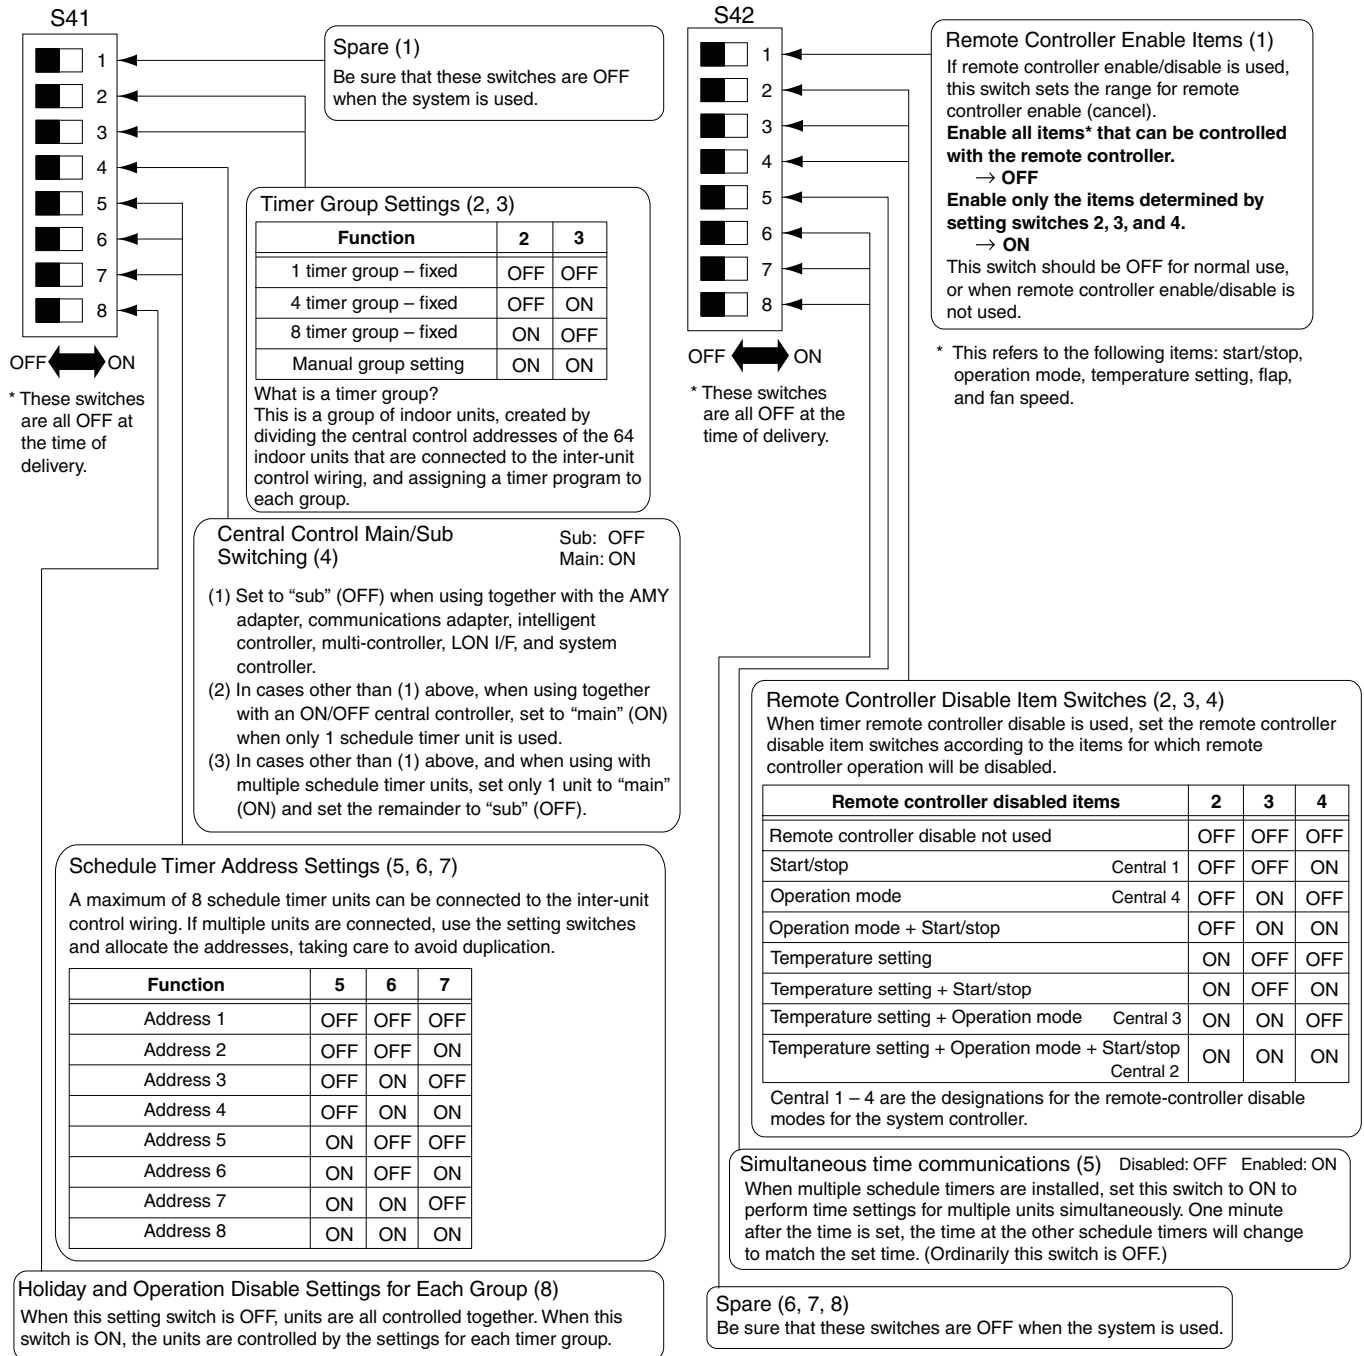 S41
1
2
3
4
5
6
7
8
OFF ON
* These switches
are all OFF at
the time of
delivery.
Spare (1)
Be sure that these switches are OFF
when the system is used.
Timer Group Settings (2, 3)
Function 2 3
1 timer group – fixed OFF OFF
4 timer group – fixed OFF ON
8 timer group – fixed ON OFF
Manual group setting ON ON
What is a timer group?
This is a group of indoor units, created by
dividing the central control addresses of the 64
indoor units that are connected to the inter-unit
control wiring, and assigning a timer program to
each group.
Central Control Main/Sub Sub: OFF
Switching (4) Main: ON
(1) Set to “sub” (OFF) when using together with the AMY
adapter, communications adapter, intelligent
controller, multi-controller, LON I/F, and system
controller.
(2) In cases other than (1) above, when using together
with an ON/OFF central controller, set to “main” (ON)
when only 1 schedule timer unit is used.
(3) In cases other than (1) above, and when using with
multiple schedule timer units, set only 1 unit to “main”
(ON) and set the remainder to “sub” (OFF).
Schedule Timer Address Settings (5, 6, 7)
A maximum of 8 schedule timer units can be connected to the inter-unit
control wiring. If multiple units are connected, use the setting switches
and allocate the addresses, taking care to avoid duplication.
Function 5 6 7
Address 1 OFF OFF OFF
Address 2 OFF OFF ON
Address 3 OFF ON OFF
Address 4 OFF ON ON
Address 5 ON OFF OFF
Address 6 ON OFF ON
Address 7 ON ON OFF
Address 8 ON ON ON
Holiday and Operation Disable Settings for Each Group (8)
When this setting switch is OFF, units are all controlled together. When this
switch is ON, the units are controlled by the settings for each timer group.
S42
1
2
3
4
5
6
7
8
OFF ON
* These switches
are all OFF at the
time of delivery.
Remote Controller Enable Items (1)
If remote controller enable/disable is used,
this switch sets the range for remote
controller enable (cancel).
Enable all items* that can be controlled
with the remote controller.
→ OFF
Enable only the items determined by
setting switches 2, 3, and 4.
→ ON
This switch should be OFF for normal use,
or when remote controller enable/disable is
not used.
* This refers to the following items: start/stop,
operation mode, temperature setting, flap,
and fan speed.
Remote Controller Disable Item Switches (2, 3, 4)
When timer remote controller disable is used, set the remote controller
disable item switches according to the items for which remote
controller operation will be disabled.
Remote controller disabled items 2 3 4
Remote controller disable not used OFF OFF OFF
Start/stop Central 1 OFF OFF ON
Operation mode Central 4 OFF ON OFF
Operation mode + Start/stop OFF ON ON
Temperature setting ON OFF OFF
Temperature setting + Start/stop ON OFF ON
Temperature setting + Operation mode Central 3 ON ON OFF
Temperature setting + Operation mode + Start/stop ON ON ON
Central 2
Central 1 – 4 are the designations for the remote-controller disable
modes for the system controller.
Simultaneous time communications (5) Disabled: OFF Enabled: ON
When multiple schedule timers are installed, set this switch to ON to
perform time settings for multiple units simultaneously. One minute
after the time is set, the time at the other schedule timers will change
to match the set time. (Ordinarily this switch is OFF.)
Spare (6, 7, 8)
Be sure that these switches are OFF when the system is used.